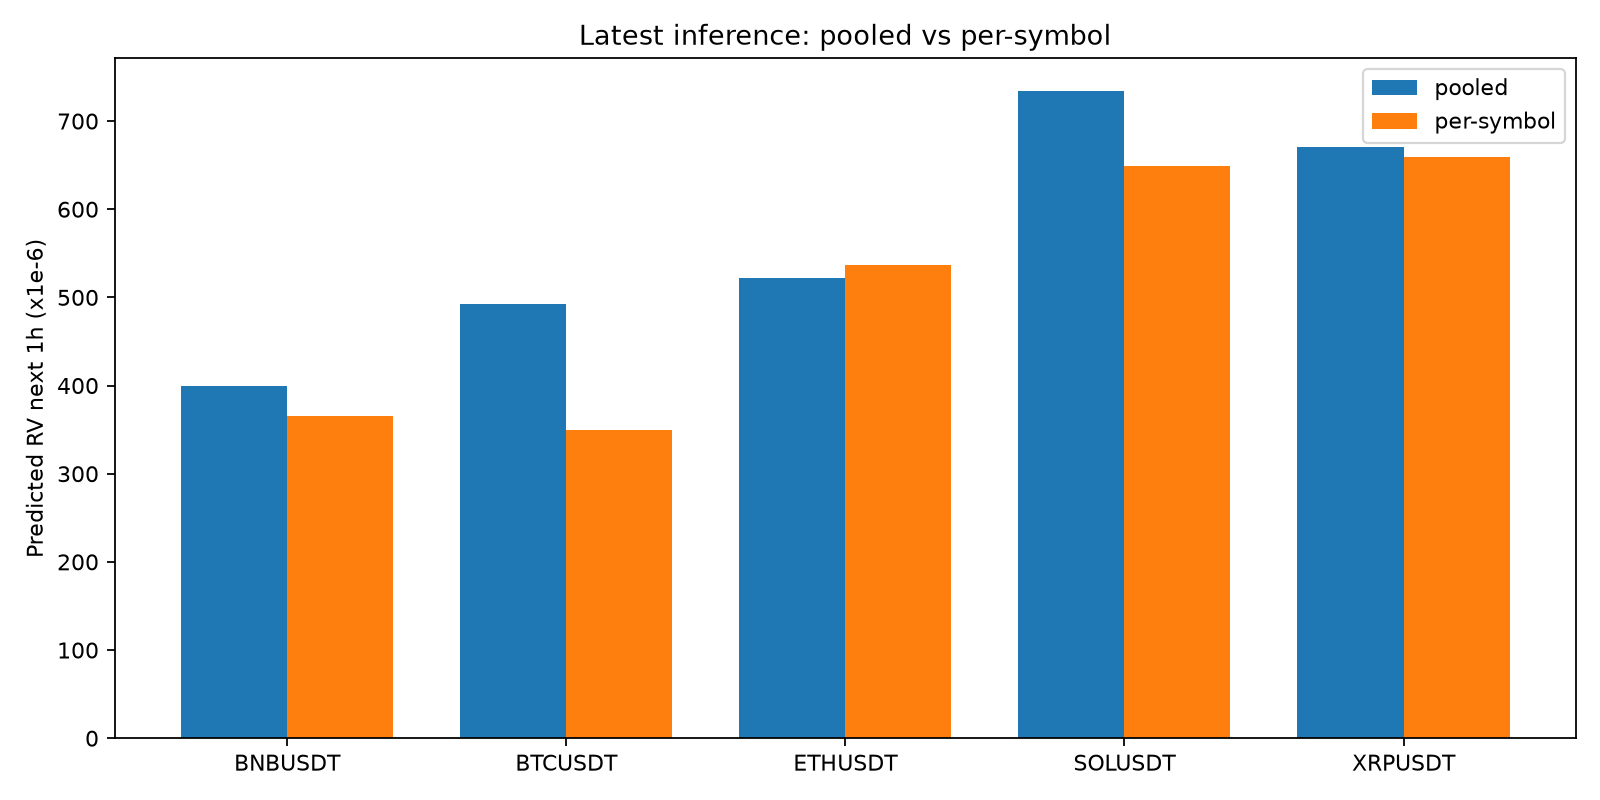 Latest inference: pooled vs per-symbol
pooled
per-symbol
Predicted RV next 1h (x1e-6)
700
600
500
400
300
200
100
0
BNBUSDT
BTCUSDT
ETHUSDT
SOLUSDT
XRPUSDT